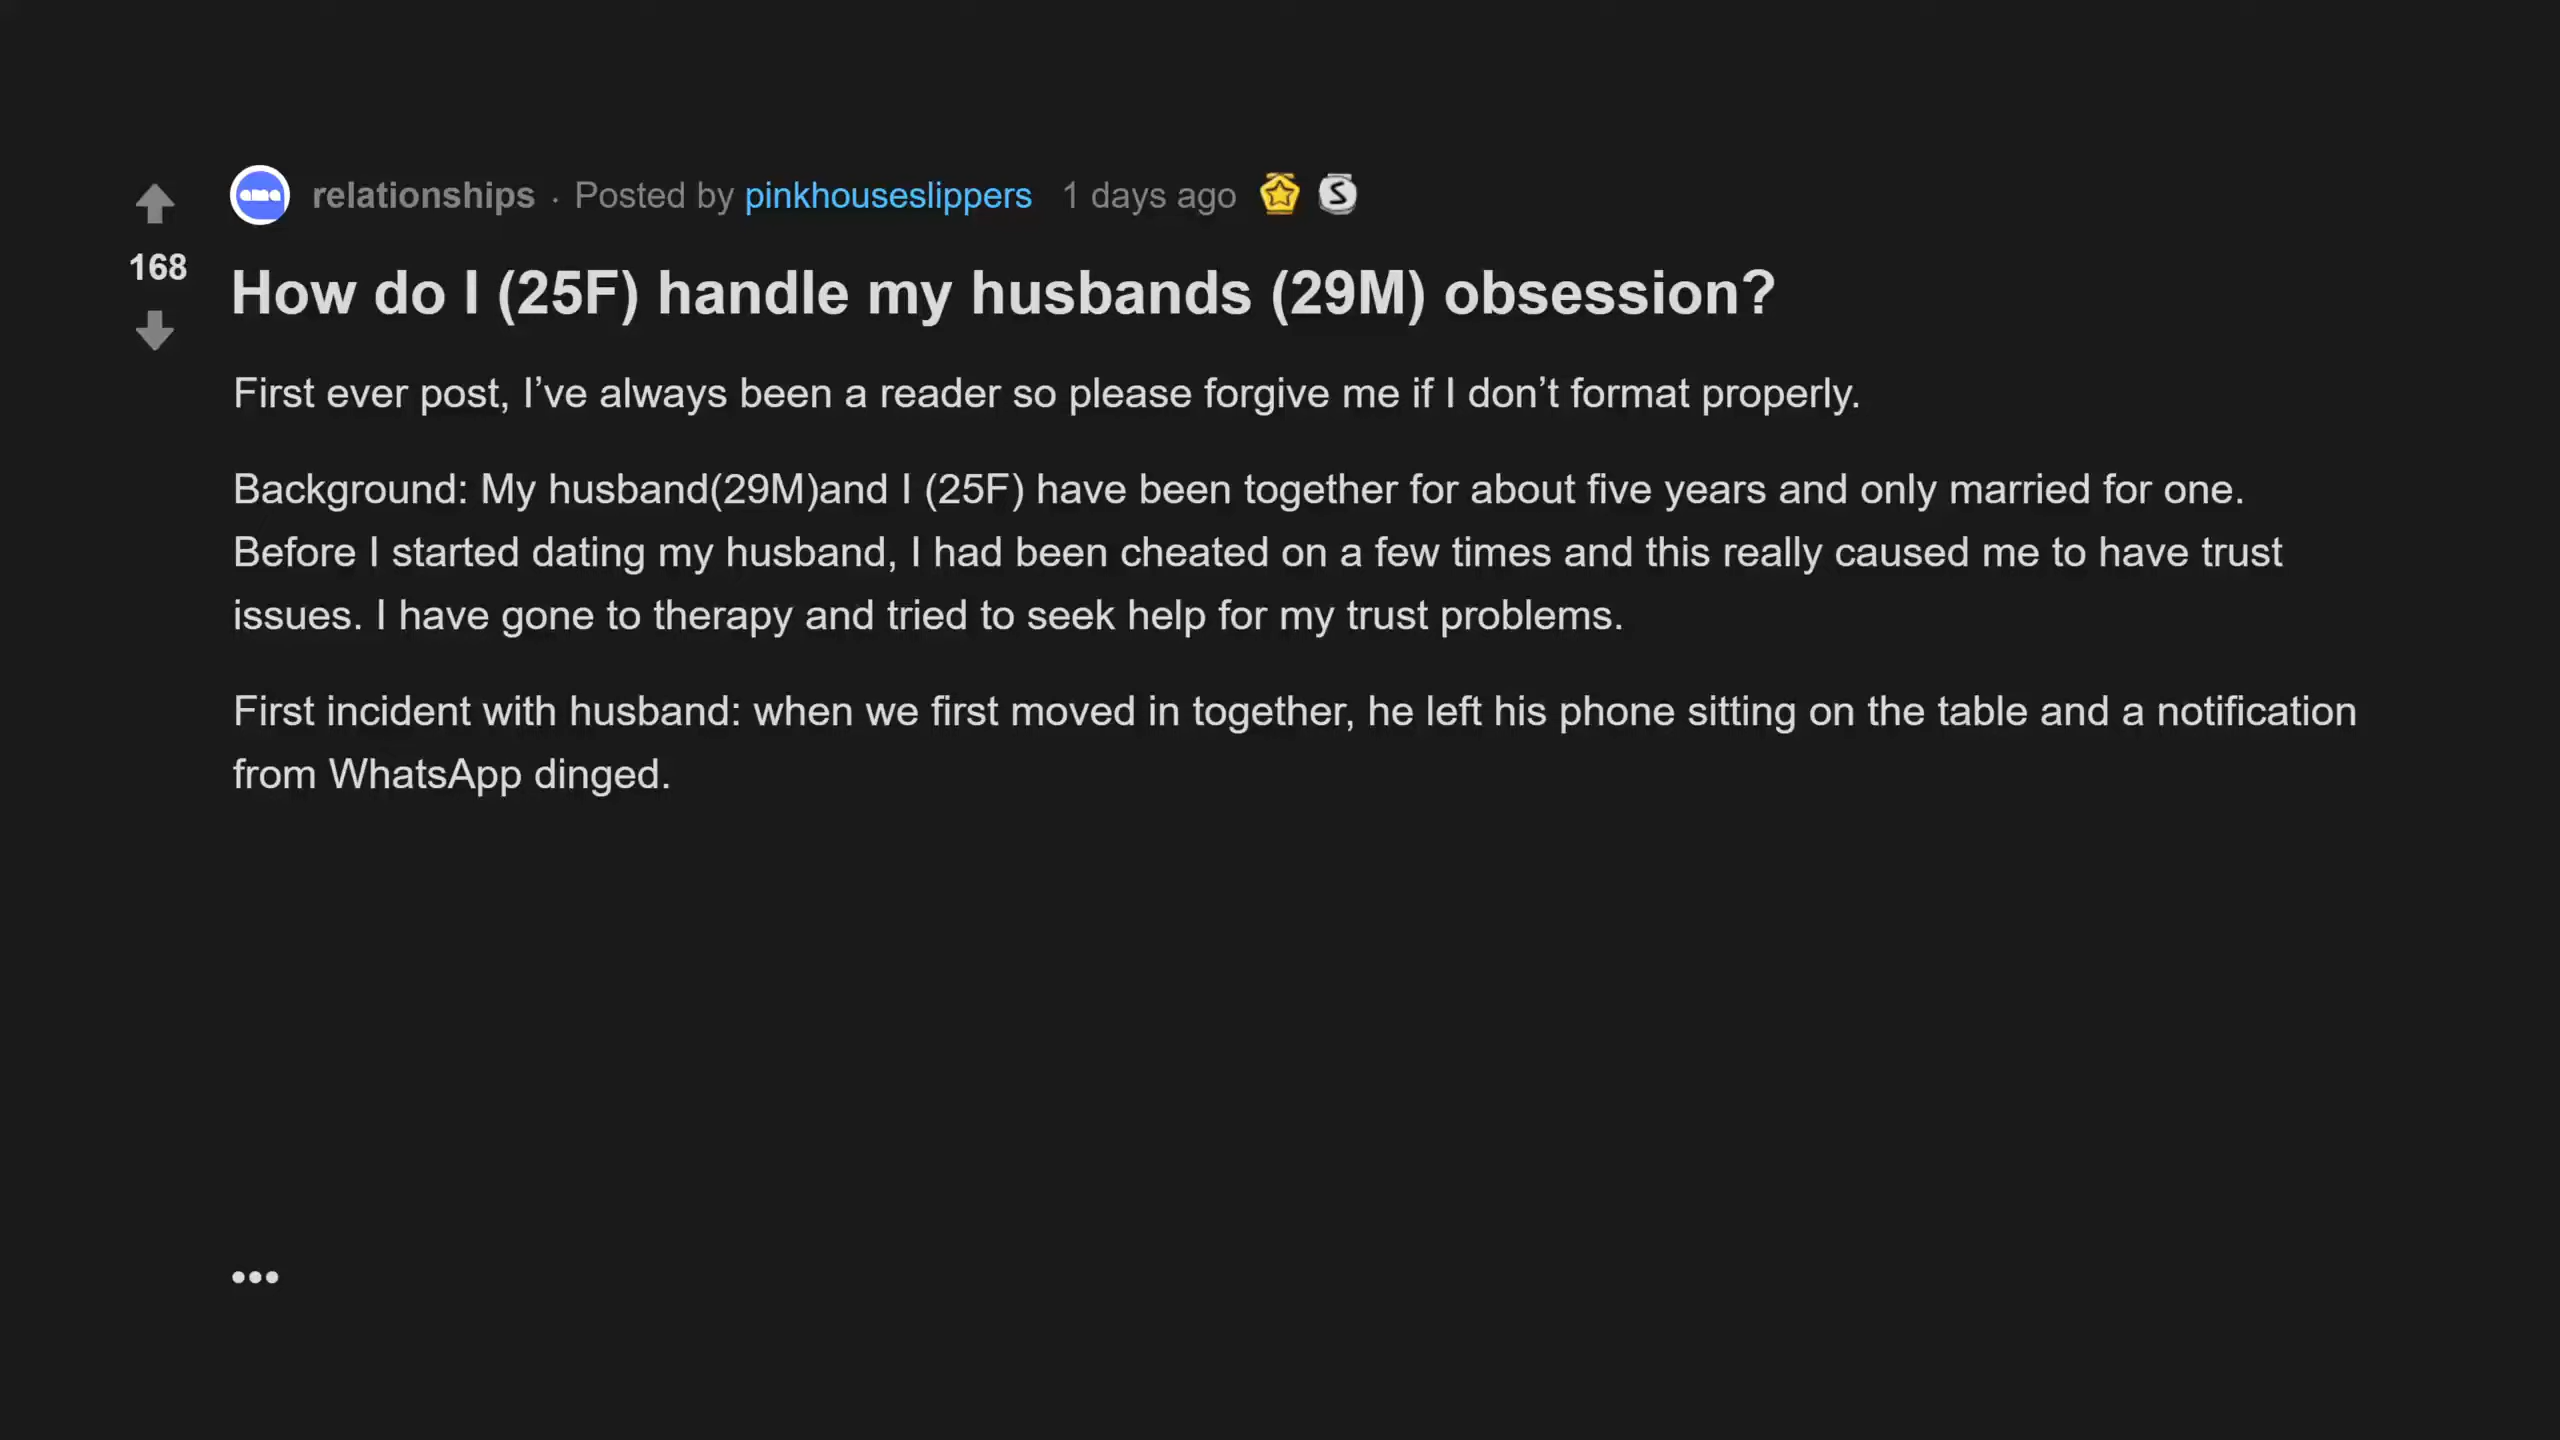 ama
relationships · Posted by pinkhouseslippers 1 days ago
S
168
How do I (25F) handle my husbands (29M) obsession?
First ever post, I’ve always been a reader so please forgive me if I don’t format properly.
Background: My husband(29M)and I (25F) have been together for about five years and only married for one.
Before I started dating my husband, I had been cheated on a few times and this really caused me to have trust
issues. I have gone to therapy and tried to seek help for my trust problems.
First incident with husband: when we first moved in together, he left his phone sitting on the table and a notification
from WhatsApp dinged.
•••